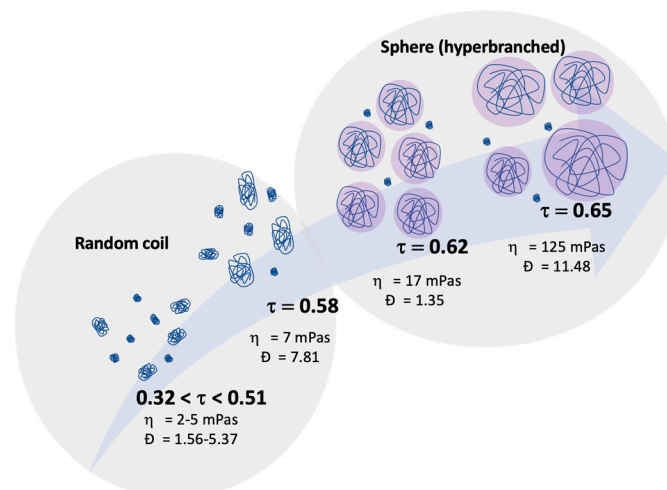 Sphere (hyperbranched)
Random coil
τ = 0.65
η = 125 mPas
Đ = 11.48
τ = 0.62
η = 17 mPas
Đ = 1.35
τ = 0.58
η = 7 mPas
Đ = 7.81
0.32 < τ < 0.51
η = 2-5 mPas
Đ = 1.56-5.37